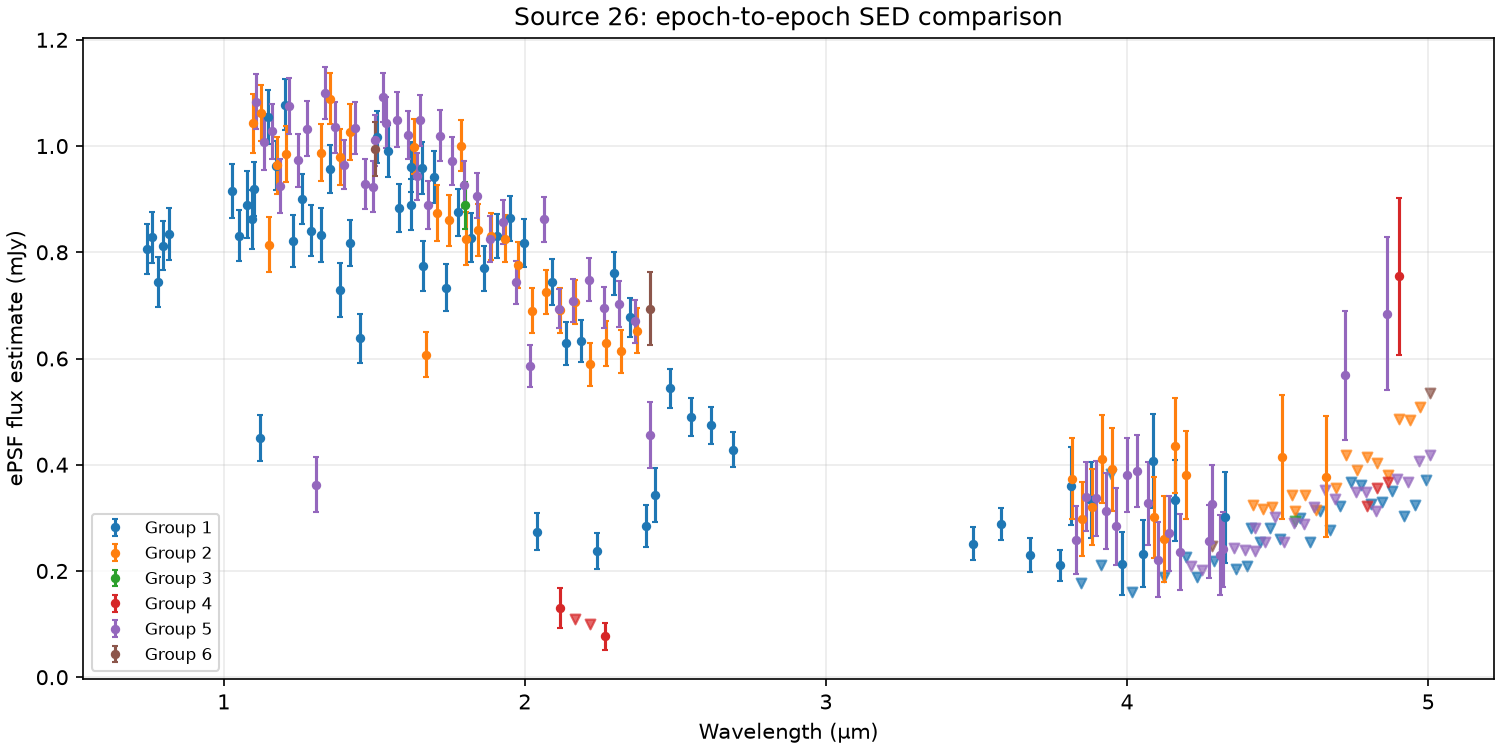 Source 26: epoch-to-epoch SED comparison
ePSF flux estimate (mJy)
1.2
1.0
0.8
0.6
0.4
0.2
0.0
Group 1
Group 2
Group 3
Group 4
Group 5
Group 6
1 2 3 4 5
Wavelength (μm)